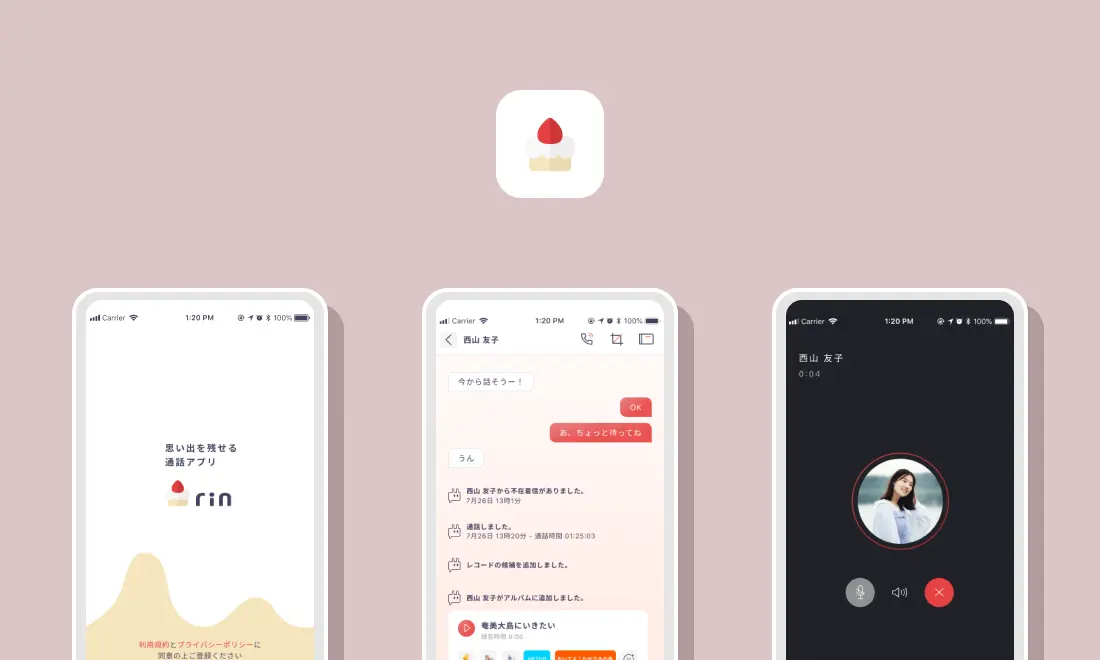 Carrier 1:20 PM 100%
思い出を残せる
通話アプリ
rin
利用規約とプライバシーポリシーに
同意の上ご登録ください
Carrier 1:20 PM 100%
西山 友子
今から話そうー！
OK
あ、ちょっと待ってね
うん
西山 友子から不在着信がありました。
7月26日 13時1分
通話しました。
7月26日 13時20分 - 通話時間 01:25:03
レコードの候補を追加しました。
西山 友子がアルバムに追加しました。
奄美大島にいきたい
録音時間 0:50
Carrier 1:20 PM 100%
西山 友子
0:04